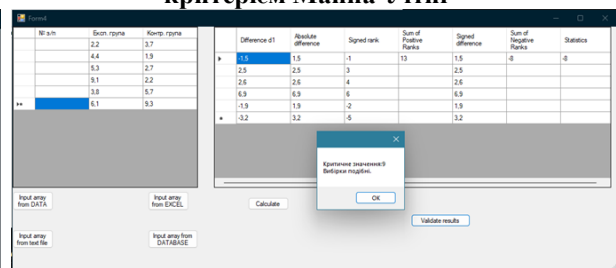 критерієм Манна-Уітні
Form4
№ з/п Експ. група Контр. група
2,2 3,7
4,4 1,9
5,3 2,7
9,1 2,2
3,8 5,7
6,1 9,3
Difference d1 Absolute difference Signed rank Sum of Positive Ranks Signed difference Sum of Negative Ranks Statistics
-1,5 1,5 -1 13 1,5 -8 -8
2,5 2,5 3 2,5
2,6 2,6 4 2,6
6,9 6,9 6 6,9
-1,9 1,9 -2 1,9
-3,2 3,2 -5 3,2
Критичне значення:0
Вибірки подібні.
OK
Input array from DATA
Input array from EXCEL
Calculate
Validate results
Input array from text file
Input array from DATABASE